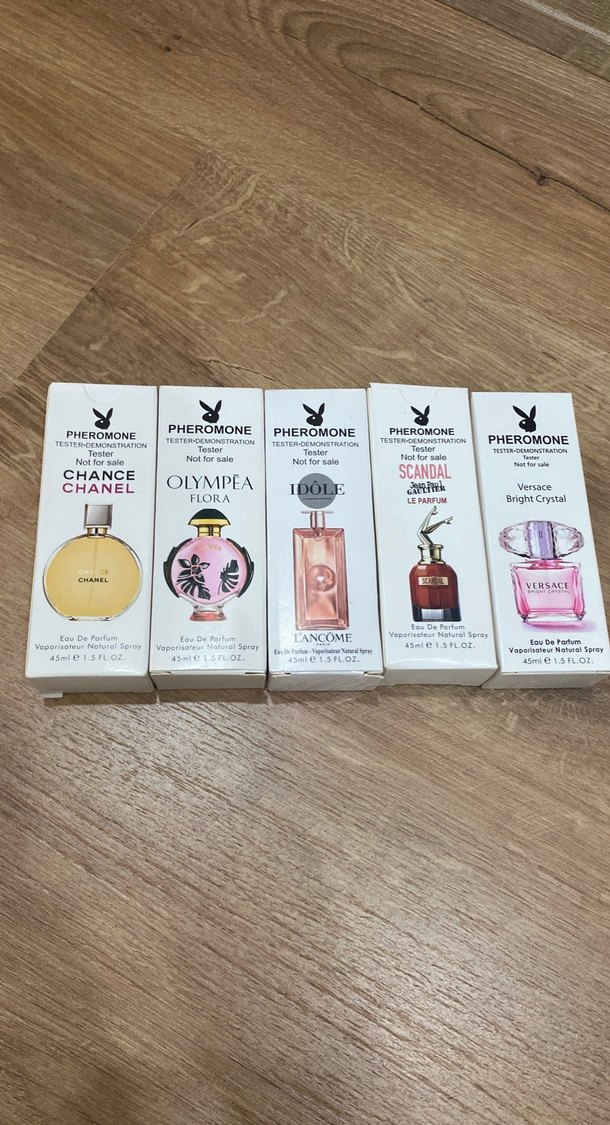 PHEROMONE
TESTER•DEMONSTRATION
Tester
Not for sale
CHANCE
CHANEL
CHANCE
CHANEL
Eau De Parfum
Vaporisateur Natural Spray
45ml ℮ 1.5 FL.OZ.
PHEROMONE
TESTER•DEMONSTRATION
Tester
Not for sale
OLYMPĒA
FLORA
Eau De Parfum
Vaporisateur Natural Spray
45ml ℮ 1.5 FL.OZ.
PHEROMONE
TESTER•DEMONSTRATION
Tester
Not for sale
IDÔLE
LANCÔME
PARIS
Eau De Parfum - Vaporisateur Natural Spray
45ml ℮ 1.5 FL.OZ.
PHEROMONE
TESTER•DEMONSTRATION
Tester
Not for sale
SCANDAL
Jean Paul
GAULTIER
LE PARFUM
SCANDAL
Eau De Parfum
Vaporisateur Natural Spray
45ml ℮ 1.5 FL.OZ.
PHEROMONE
TESTER•DEMONSTRATION
Tester
Not for sale
Versace
Bright Crystal
VERSACE
BRIGHT CRYSTAL
Eau De Parfum
Vaporisateur Natural Spray
45ml ℮ 1.5 FL.OZ.